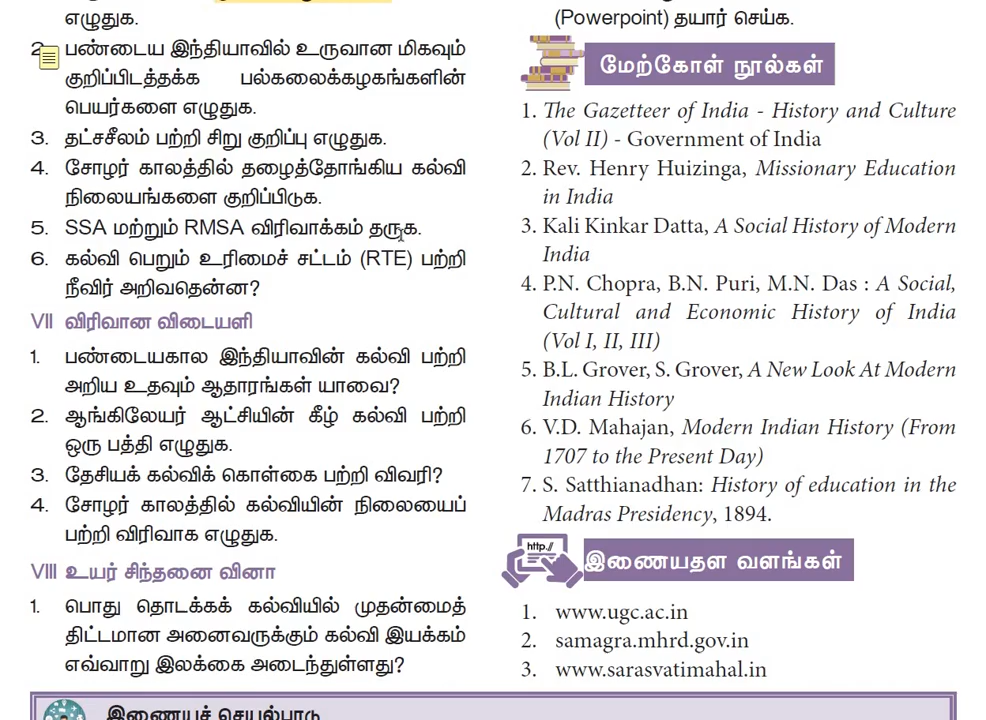 எழுதுக.
2. பண்டைய இந்தியாவில் உருவான மிகவும்
குறிப்பிடத்தக்க பல்கலைக்கழகங்களின்
பெயர்களை எழுதுக.
3. தட்சசீலம் பற்றி சிறு குறிப்பு எழுதுக.
4. சோழர் காலத்தில் தழைத்தோங்கிய கல்வி
நிலையங்களை குறிப்பிடுக.
5. SSA மற்றும் RMSA விரிவாக்கம் தருக.
6. கல்வி பெறும் உரிமைச் சட்டம் (RTE) பற்றி
நீவிர் அறிவதென்ன?
VII விரிவான விடையளி
1. பண்டையகால இந்தியாவின் கல்வி பற்றி
அறிய உதவும் ஆதாரங்கள் யாவை?
2. ஆங்கிலேயர் ஆட்சியின் கீழ் கல்வி பற்றி
ஒரு பத்தி எழுதுக.
3. தேசியக் கல்விக் கொள்கை பற்றி விவரி?
4. சோழர் காலத்தில் கல்வியின் நிலையைப்
பற்றி விரிவாக எழுதுக.
VIII உயர் சிந்தனை வினா
1. பொது தொடக்கக் கல்வியில் முதன்மைத்
திட்டமான அனைவருக்கும் கல்வி இயக்கம்
எவ்வாறு இலக்கை அடைந்துள்ளது?
(Powerpoint) தயார் செய்க.
மேற்கோள் நூல்கள்
1. The Gazetteer of India - History and Culture
(Vol II) - Government of India
2. Rev. Henry Huizinga, Missionary Education
in India
3. Kali Kinkar Datta, A Social History of Modern
India
4. P.N. Chopra, B.N. Puri, M.N. Das : A Social,
Cultural and Economic History of India
(Vol I, II, III)
5. B.L. Grover, S. Grover, A New Look At Modern
Indian History
6. V.D. Mahajan, Modern Indian History (From
1707 to the Present Day)
7. S. Satthianadhan: History of education in the
Madras Presidency, 1894.
http://
இணையதள வளங்கள்
1. www.ugc.ac.in
2. samagra.mhrd.gov.in
3. www.sarasvatimahal.in
இணையச் செயல்பாடு